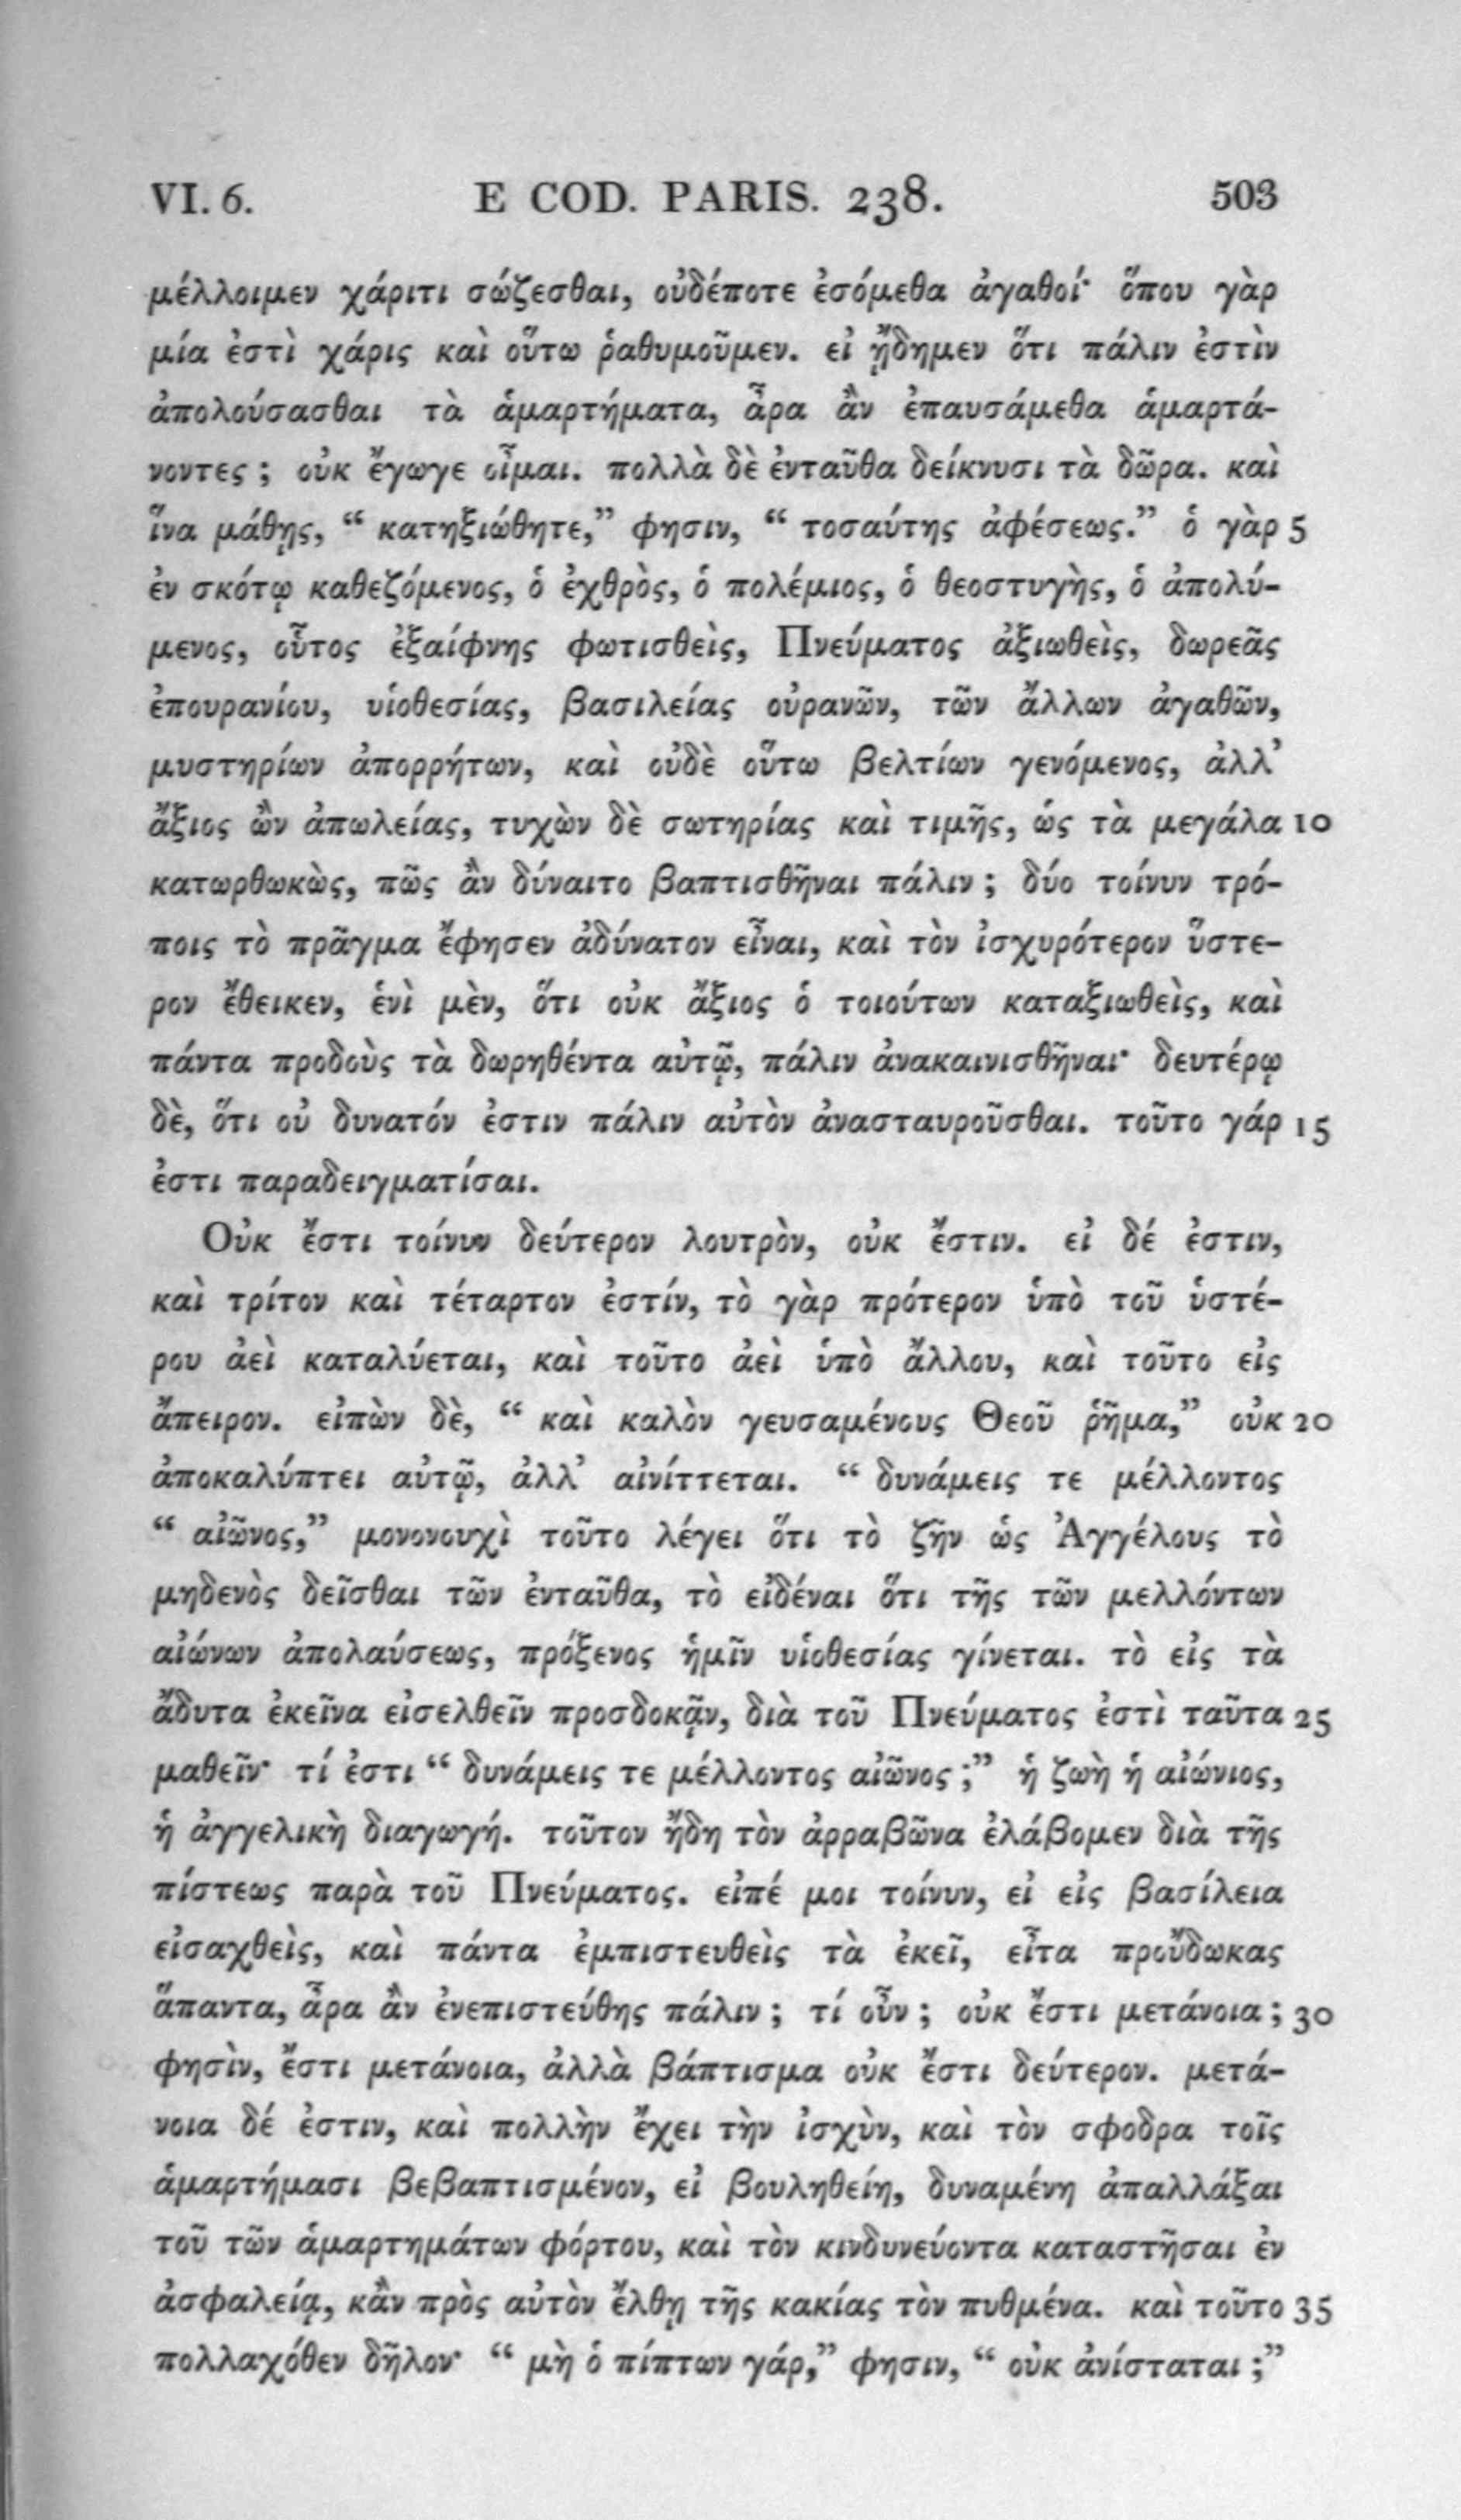 VI. 6. E COD. PARIS. 238. 503
μέλλοιμεν χάριτι σώζεσθαι, οὐδέποτε ἐσόμεθα ἀγαθοί· ὅπου γὰρ
μία ἐστὶ χάρις καὶ οὕτω ῥαθυμοῦμεν. εἰ ᾔδημεν ὅτι πάλιν ἐστὶν
ἀπολούσασθαι τὰ ἁμαρτήματα, ἆρα ἂν ἐπαυσάμεθα ἁμαρτά-
νοντες ; οὐκ ἔγωγε οἶμαι. πολλὰ δὲ ἐνταῦθα δείκνυσι τὰ δῶρα. καὶ
ἵνα μάθῃς, “ κατηξιώθητε,” φησιν, “ τοσαύτης ἀφέσεως.” ὁ γὰρ 5
ἐν σκότῳ καθεζόμενος, ὁ ἐχθρὸς, ὁ πολέμιος, ὁ θεοστυγὴς, ὁ ἀπολύ-
μενος, οὗτος ἐξαίφνης φωτισθεὶς, Πνεύματος ἀξιωθεὶς, δωρεᾶς
ἐπουρανίου, υἱοθεσίας, βασιλείας οὐρανῶν, τῶν ἄλλων ἀγαθῶν,
μυστηρίων ἀπορρήτων, καὶ οὐδὲ οὕτω βελτίων γενόμενος, ἀλλ’
ἄξιος ὢν ἀπωλείας, τυχὼν δὲ σωτηρίας καὶ τιμῆς, ὡς τὰ μεγάλα 10
κατωρθωκὼς, πῶς ἂν δύναιτο βαπτισθῆναι πάλιν ; δύο τοίνυν τρό-
ποις τὸ πρᾶγμα ἔφησεν ἀδύνατον εἶναι, καὶ τὸν ἰσχυρότερον ὕστε-
ρον ἔθεικεν, ἑνὶ μὲν, ὅτι οὐκ ἄξιος ὁ τοιούτων καταξιωθεὶς, καὶ
πάντα προδοὺς τὰ δωρηθέντα αὐτῷ, πάλιν ἀνακαινισθῆναι· δευτέρῳ
δὲ, ὅτι οὐ δυνατόν ἐστιν πάλιν αὐτὸν ἀνασταυροῦσθαι. τοῦτο γάρ 15
ἐστι παραδειγματίσαι.
Οὐκ ἔστι τοίνυν δεύτερον λουτρὸν, οὐκ ἔστιν. εἰ δέ ἐστιν,
καὶ τρίτον καὶ τέταρτον ἐστίν, τὸ γὰρ πρότερον ὑπὸ τοῦ ὑστέ-
ρου ἀεὶ καταλύεται, καὶ τοῦτο ἀεὶ ὑπὸ ἄλλου, καὶ τοῦτο εἰς
ἄπειρον. εἰπὼν δὲ, “ καὶ καλὸν γευσαμένους Θεοῦ ῥῆμα,” οὐκ 20
ἀποκαλύπτει αὐτῷ, ἀλλ’ αἰνίττεται. “ δυνάμεις τε μέλλοντος
“ αἰῶνος,” μονονουχὶ τοῦτο λέγει ὅτι τὸ ζῆν ὡς Ἀγγέλους τὸ
μηδενὸς δεῖσθαι τῶν ἐνταῦθα, τὸ εἰδέναι ὅτι τῆς τῶν μελλόντων
αἰώνων ἀπολαύσεως, πρόξενος ἡμῖν υἱοθεσίας γίνεται. τὸ εἰς τὰ
ἄδυτα ἐκεῖνα εἰσελθεῖν προσδοκᾷν, διὰ τοῦ Πνεύματος ἐστὶ ταῦτα 25
μαθεῖν· τί ἐστι “ δυνάμεις τε μέλλοντος αἰῶνος ;” ἡ ζωὴ ἡ αἰώνιος,
ἡ ἀγγελικὴ διαγωγή. τοῦτον ἤδη τὸν ἀρραβῶνα ἐλάβομεν διὰ τῆς
πίστεως παρὰ τοῦ Πνεύματος. εἰπέ μοι τοίνυν, εἰ εἰς βασίλεια
εἰσαχθεὶς, καὶ πάντα ἐμπιστευθεὶς τὰ ἐκεῖ, εἶτα προὔδωκας
ἅπαντα, ἆρα ἂν ἐνεπιστεύθης πάλιν ; τί οὖν ; οὐκ ἔστι μετάνοια ; 30
φησὶν, ἔστι μετάνοια, ἀλλὰ βάπτισμα οὐκ ἔστι δεύτερον. μετά-
νοια δέ ἐστιν, καὶ πολλὴν ἔχει τὴν ἰσχὺν, καὶ τὸν σφοδρα τοῖς
ἁμαρτήμασι βεβαπτισμένον, εἰ βουληθείη, δυναμένη ἀπαλλάξαι
τοῦ τῶν ἁμαρτημάτων φόρτου, καὶ τὸν κινδυνεύοντα καταστῆσαι ἐν
ἀσφαλείᾳ, κἂν πρὸς αὐτὸν ἔλθῃ τῆς κακίας τὸν πυθμένα. καὶ τοῦτο 35
πολλαχόθεν δῆλον· “ μὴ ὁ πίπτων γάρ,” φησιν, “ οὐκ ἀνίσταται ;”